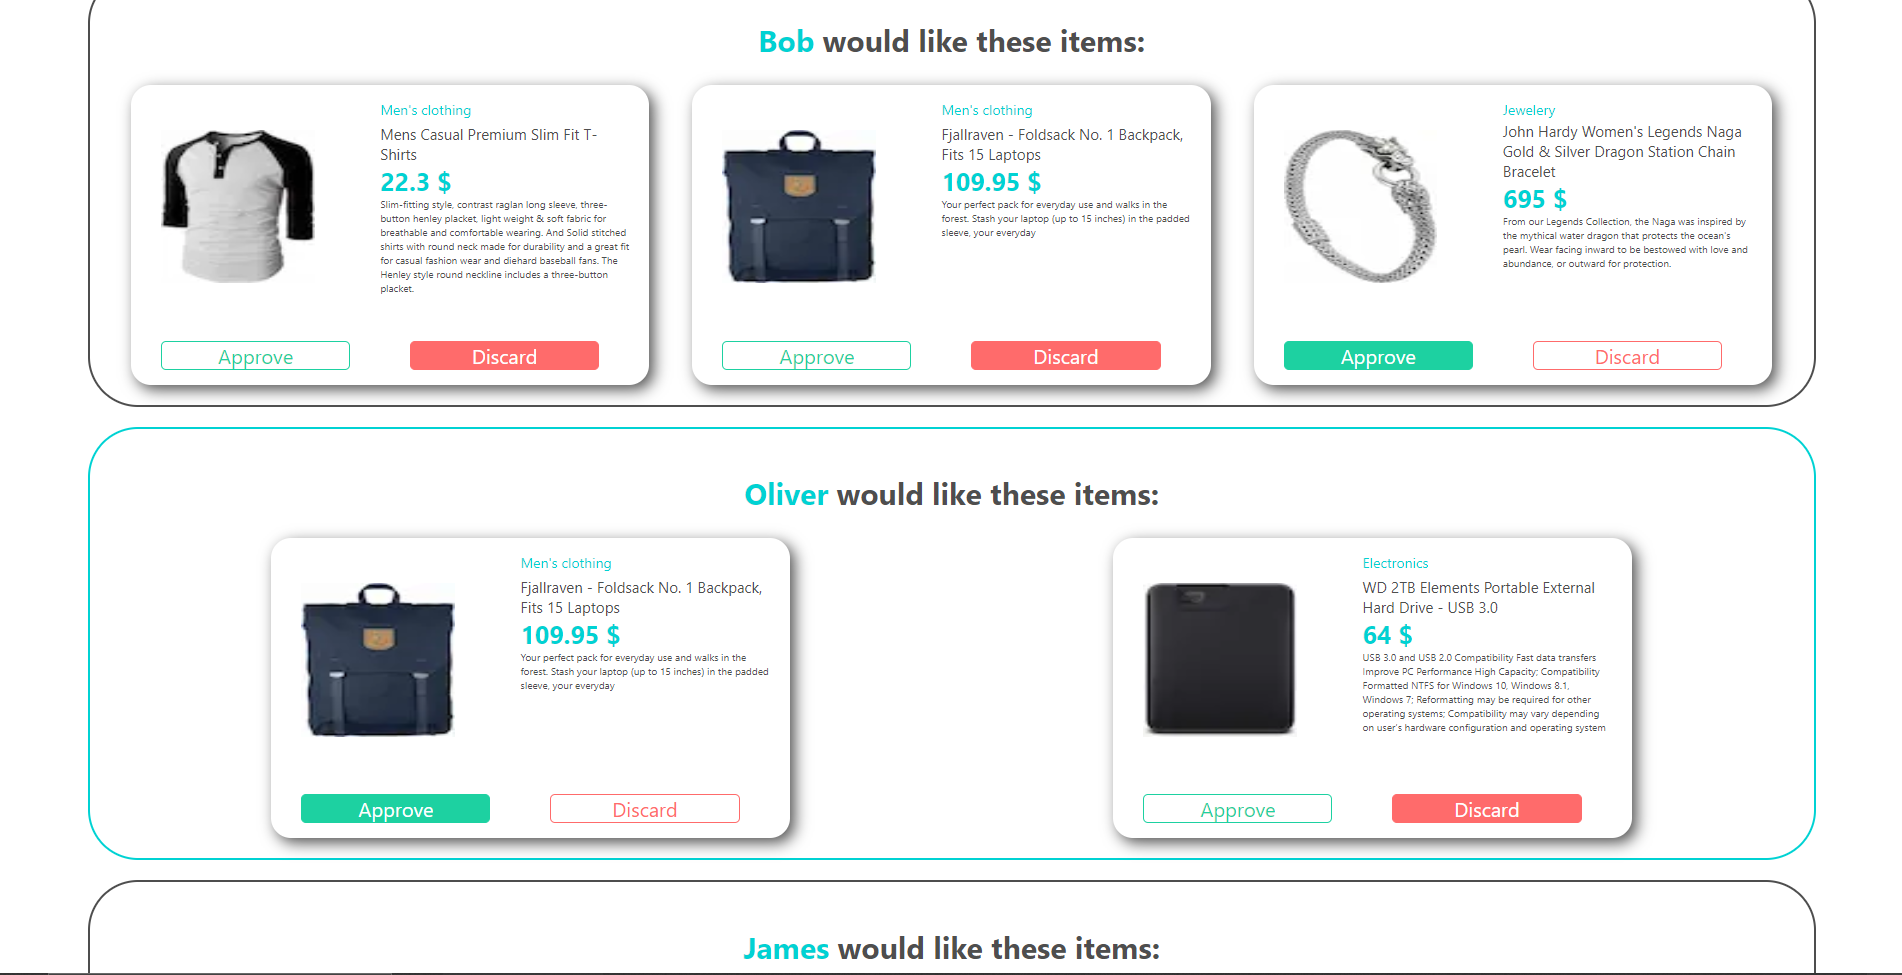 Bob would like these items:
Men's clothing
Mens Casual Premium Slim Fit T-
Shirts
22.3 $
Slim-fitting style, contrast raglan long sleeve, three-
button henley placket, light weight & soft fabric for
breathable and comfortable wearing. And Solid stitched
shirts with round neck made for durability and a great fit
for casual fashion wear and diehard baseball fans. The
Henley style round neckline includes a three-button
placket.
Approve
Discard
Men's clothing
Fjallraven - Foldsack No. 1 Backpack,
Fits 15 Laptops
109.95 $
Your perfect pack for everyday use and walks in the
forest. Stash your laptop (up to 15 inches) in the padded
sleeve, your everyday
Approve
Discard
Jewelery
John Hardy Women's Legends Naga
Gold & Silver Dragon Station Chain
Bracelet
695 $
From our Legends Collection, the Naga was inspired by
the mythical water dragon that protects the ocean's
pearl. Wear facing inward to be bestowed with love and
abundance, or outward for protection.
Approve
Discard
Oliver would like these items:
Men's clothing
Fjallraven - Foldsack No. 1 Backpack,
Fits 15 Laptops
109.95 $
Your perfect pack for everyday use and walks in the
forest. Stash your laptop (up to 15 inches) in the padded
sleeve, your everyday
Approve
Discard
Electronics
WD 2TB Elements Portable External
Hard Drive - USB 3.0
64 $
USB 3.0 and USB 2.0 Compatibility Fast data transfers
Improve PC Performance High Capacity; Compatibility
Formatted NTFS for Windows 10, Windows 8.1,
Windows 7; Reformatting may be required for other
operating systems; Compatibility may vary depending
on user's hardware configuration and operating system
Approve
Discard
James would like these items: